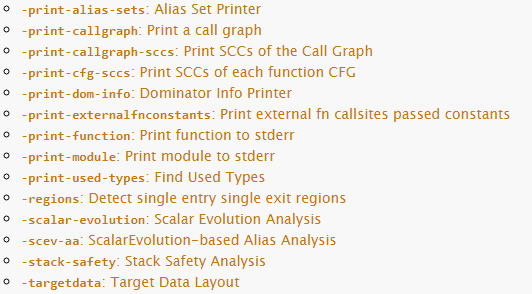 -print-alias-sets: Alias Set Printer
-print-callgraph: Print a call graph
-print-callgraph-sccs: Print SCCs of the Call Graph
-print-cfg-sccs: Print SCCs of each function CFG
-print-dom-info: Dominator Info Printer
-print-externalfnconstants: Print external fn callsites passed constants
-print-function: Print function to stderr
-print-module: Print module to stderr
-print-used-types: Find Used Types
-regions: Detect single entry single exit regions
-scalar-evolution: Scalar Evolution Analysis
-scev-aa: ScalarEvolution-based Alias Analysis
-stack-safety: Stack Safety Analysis
-targetdata: Target Data Layout